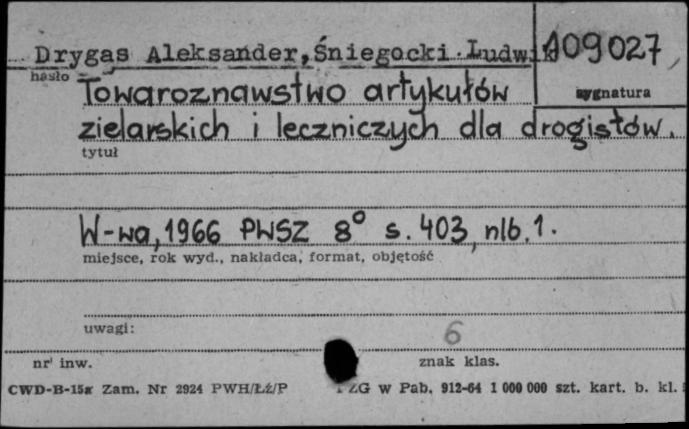 Drygas Aleksander, Śniegocki Ludwik
109027
hasło
sygnatura
Towaroznawstwo artykułów
zielarskich i leczniczych dla drogistów.
tytuł
W-wa, 1966 PWSZ 8° s. 403, nlb. 1.
miejsce, rok wyd., nakładca, format, objętość
uwagi:
6
nr inw.
znak klas.
CWD-B-15a Zam. Nr 2924 PWH/Łź/P
PZG w Pab. 912-64 1 000 000 szt. kart. b. kl.